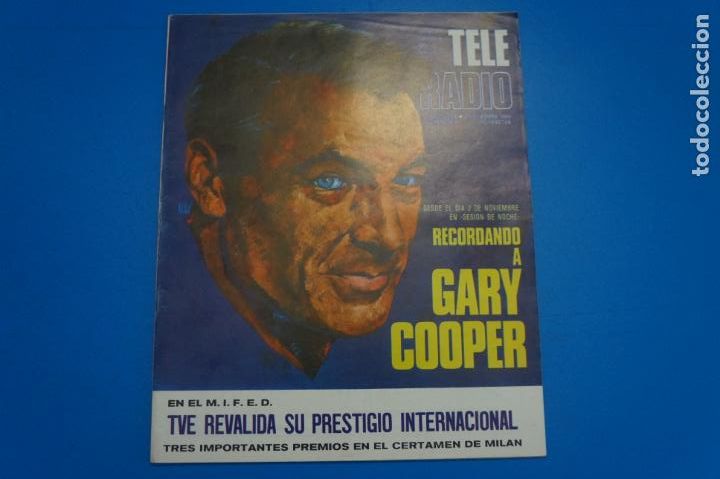 TELE
RADIO
DESDE EL DIA 2 DE NOVIEMBRE
EN «SESION DE NOCHE»
RECORDANDO
A
GARY
COOPER
EN EL M. I. F. E. D.
TVE REVALIDA SU PRESTIGIO INTERNACIONAL
TRES IMPORTANTES PREMIOS EN EL CERTAMEN DE MILAN
todocoleccion